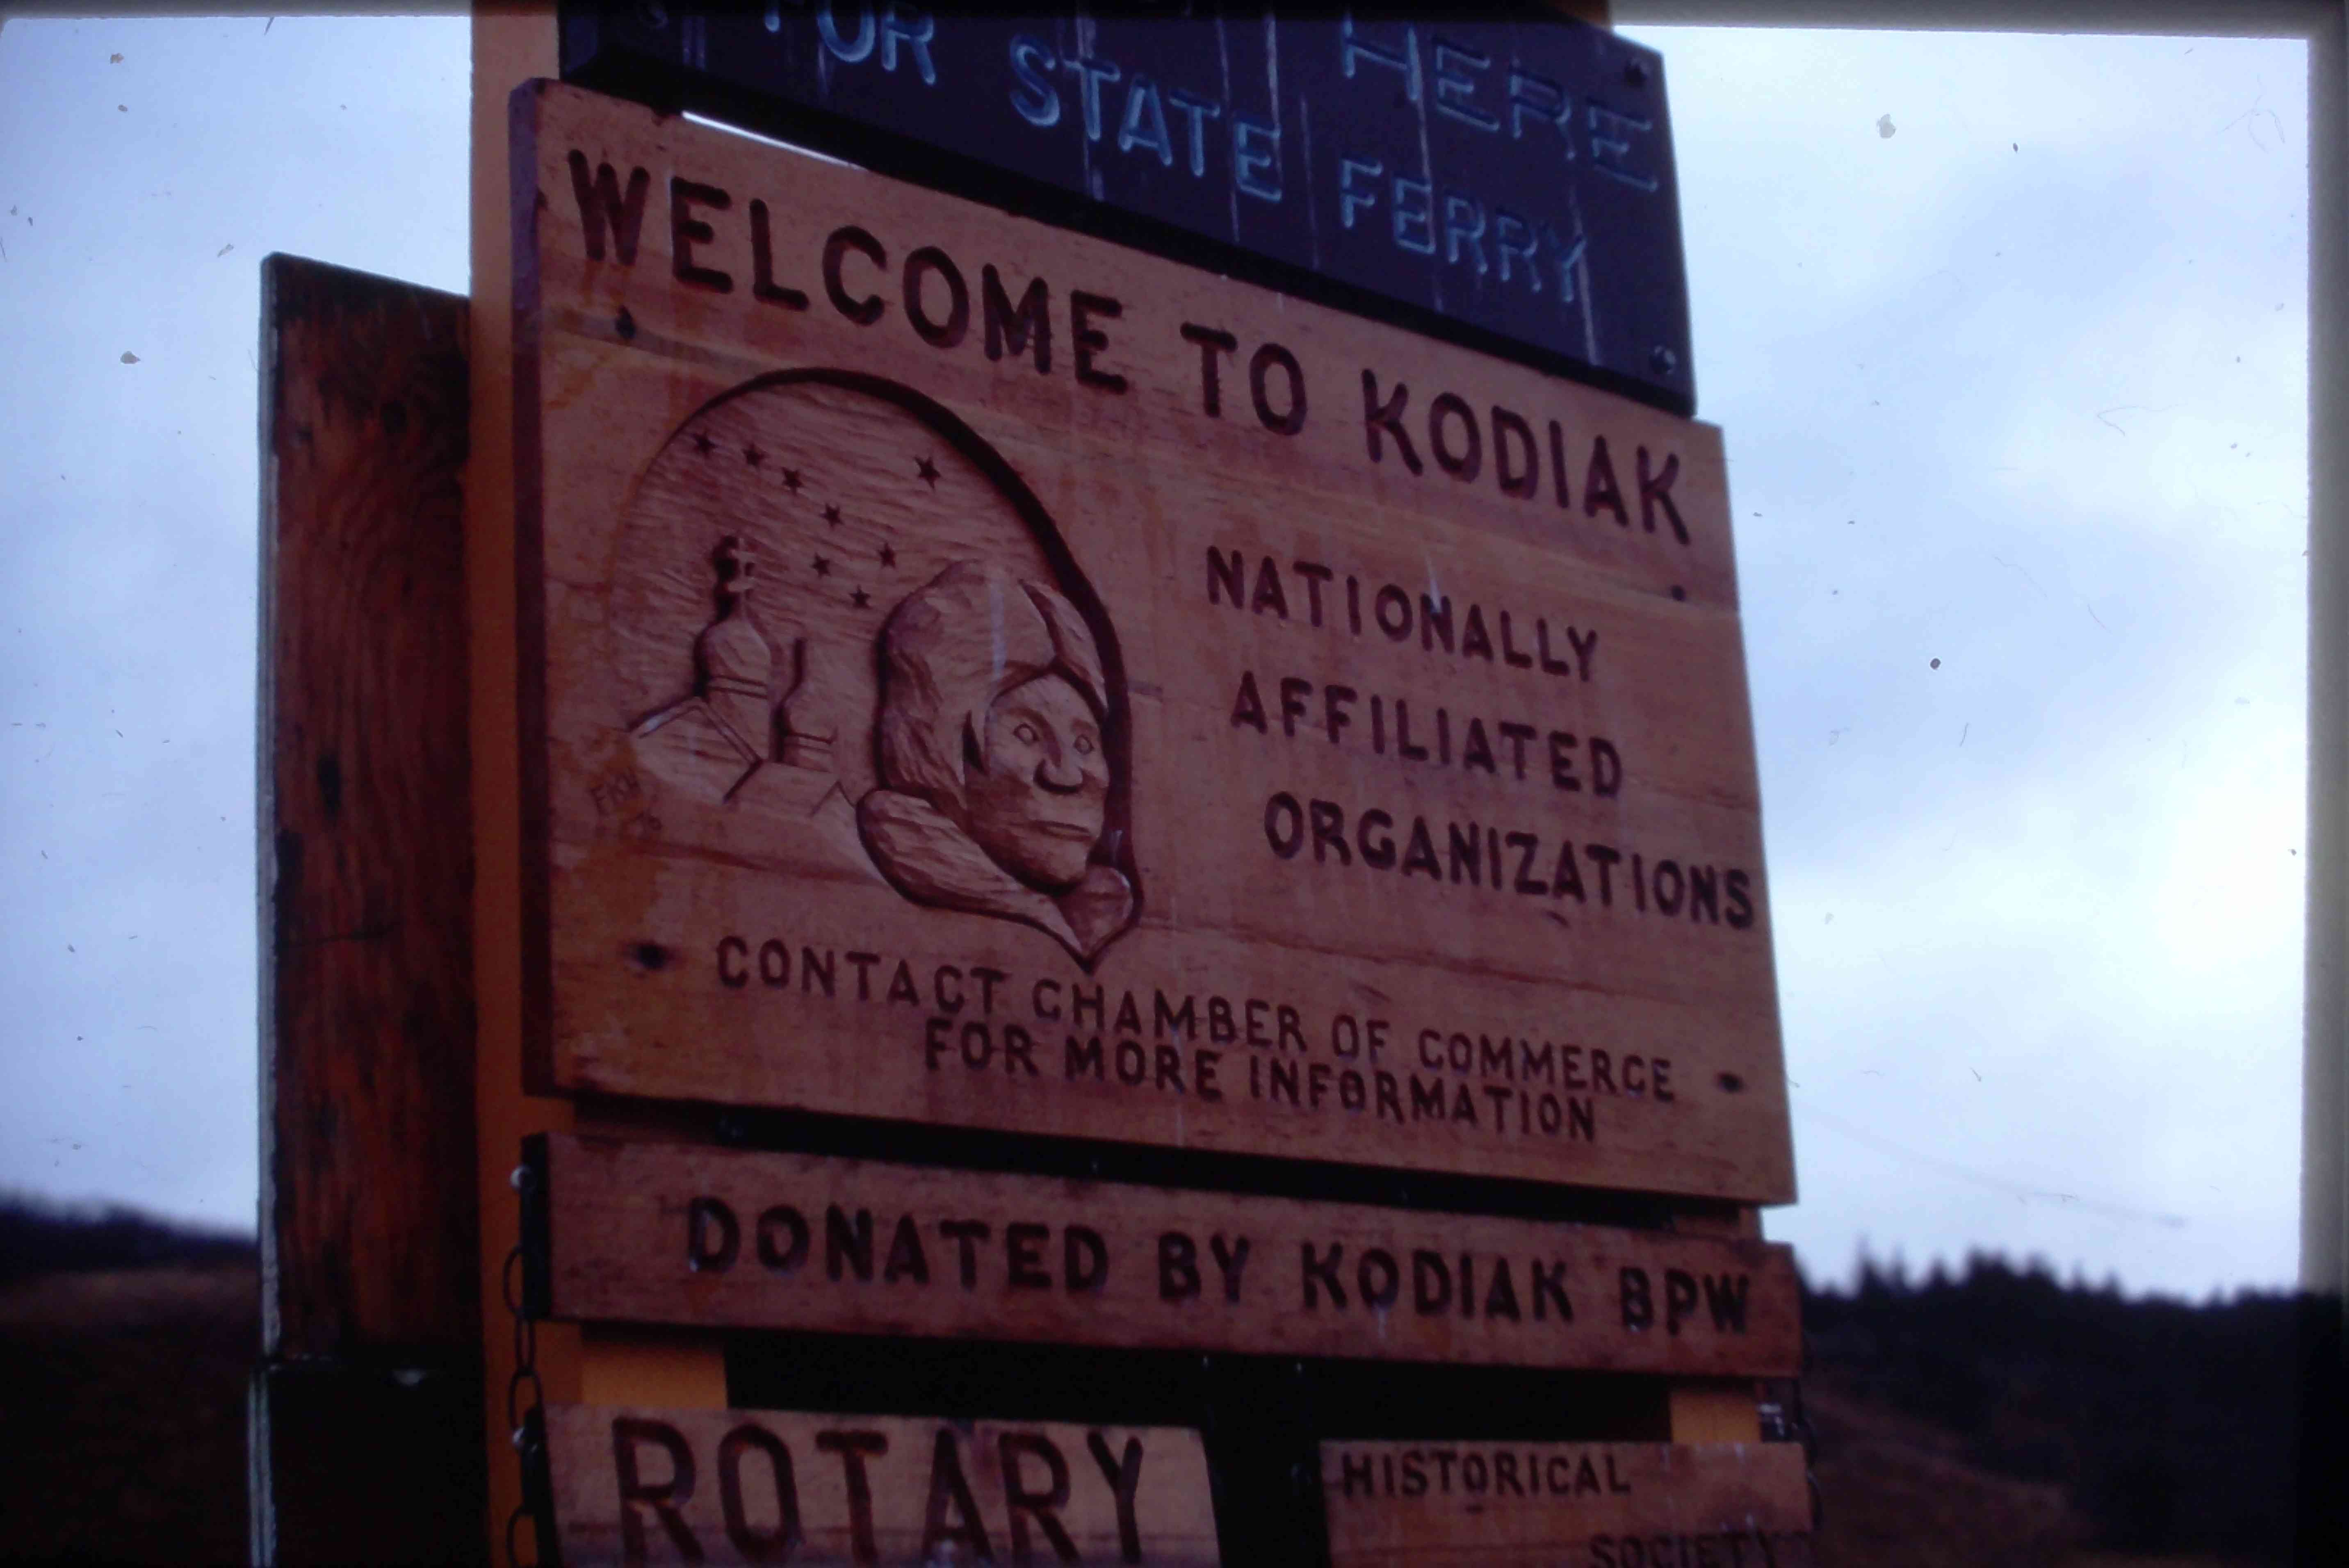 HERE
FOR STATE FERRY
WELCOME TO KODIAK
NATIONALLY
AFFILIATED
ORGANIZATIONS
CONTACT CHAMBER OF COMMERCE
FOR MORE INFORMATION
DONATED BY KODIAK BPW
ROTARY
HISTORICAL
SOCIETY